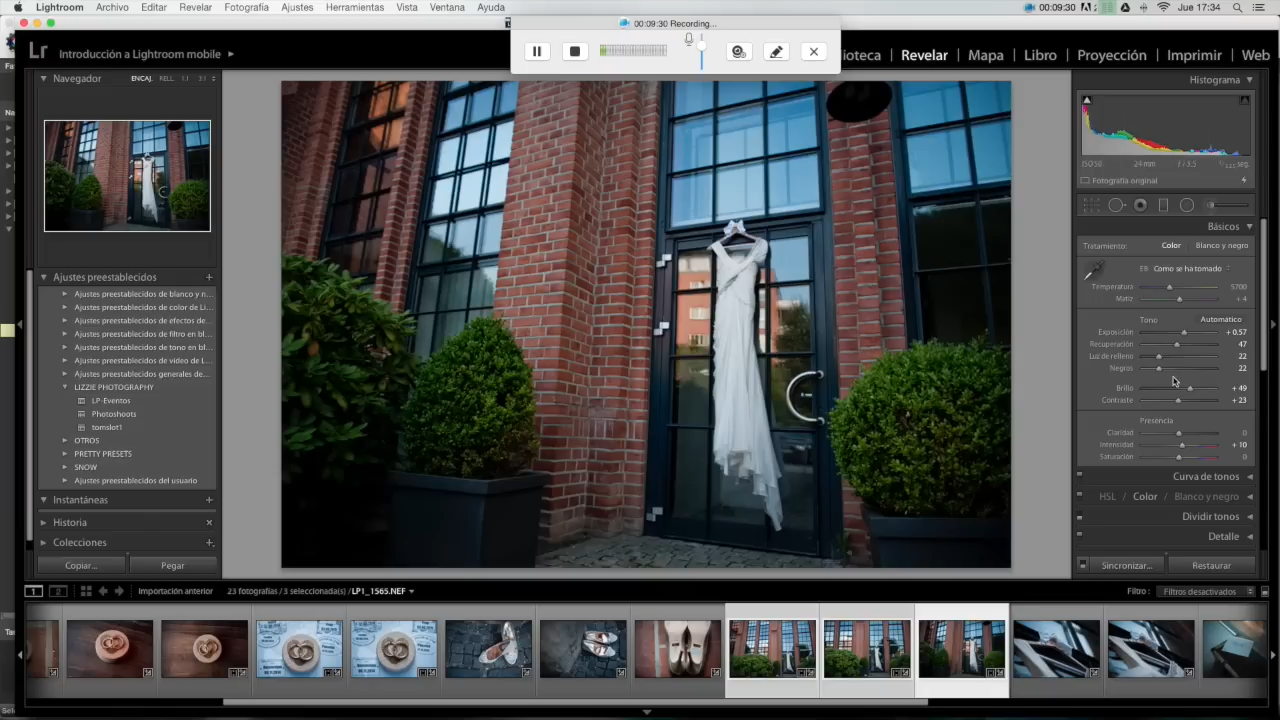 Lightroom Archivo Editar Revelar Fotografía Ajustes Herramientas Vista Ventana Ayuda
00:09:30
Jue 17:34
00:09:30 Recording...
Lr
Introducción a Lightroom mobile
lioteca Revelar Mapa Libro Proyección Imprimir Web
Navegador ENCAJ. RELL. 1:1 3:1
Histograma
ISO 50 24 mm
Fotografía original
Básicos
Tratamiento: Color Blanco y negro
EB: Como se ha tomado
Temperatura 5700
Matiz + 4
Tono Automático
Exposición + 0,57
Recuperación 47
Luz de relleno 22
Negros 22
Brillo + 49
Contraste + 23
Presencia
Claridad 0
Intensidad + 10
Saturación 0
Curva de tonos
HSL / Color / Blanco y negro
Dividir tonos
Detalle
Sincronizar... Restaurar
Ajustes preestablecidos
Ajustes preestablecidos de blanco y n...
Ajustes preestablecidos de color de Li...
Ajustes preestablecidos de efectos de...
Ajustes preestablecidos de filtro en bl...
Ajustes preestablecidos de tono en bl...
Ajustes preestablecidos de vídeo de L...
Ajustes preestablecidos generales de...
LIZZIE PHOTOGRAPHY
LP-Eventos
Photoshoots
tomslot1
OTROS
PRETTY PRESETS
SNOW
Ajustes preestablecidos del usuario
Instantáneas
Historia
Colecciones
Copiar... Pegar
1 2 Importación anterior 23 fotografías /3 seleccionada(s) /LP1_1565.NEF
Filtro : Filtros desactivados